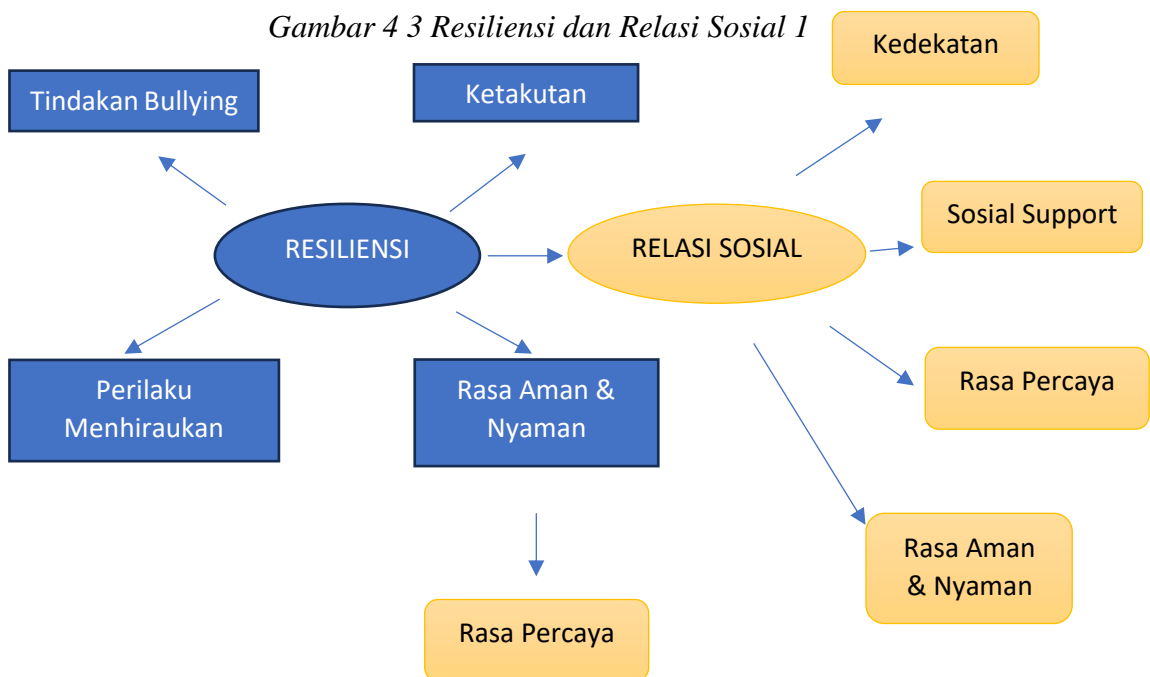 Gambar 4 3 Resiliensi dan Relasi Sosial 1
Kedekatan
Tindakan Bullying
Ketakutan
Sosial Support
RESILIENSI
RELASI SOSIAL
Perilaku
Menhiraukan
Rasa Aman &
Nyaman
Rasa Percaya
Rasa Aman
& Nyaman
Rasa Percaya